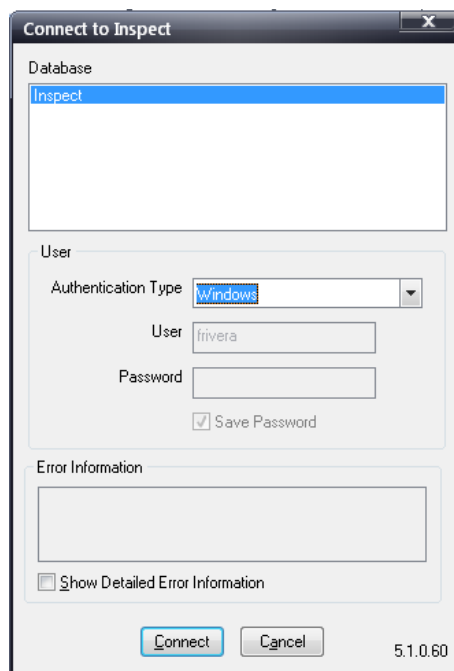 Connect to Inspect
X
Database
Inspect
User
Authentication Type Windows
User frivera
Password
Save Password
Error Information
Show Detailed Error Information
Connect Cancel
5.1.0.60